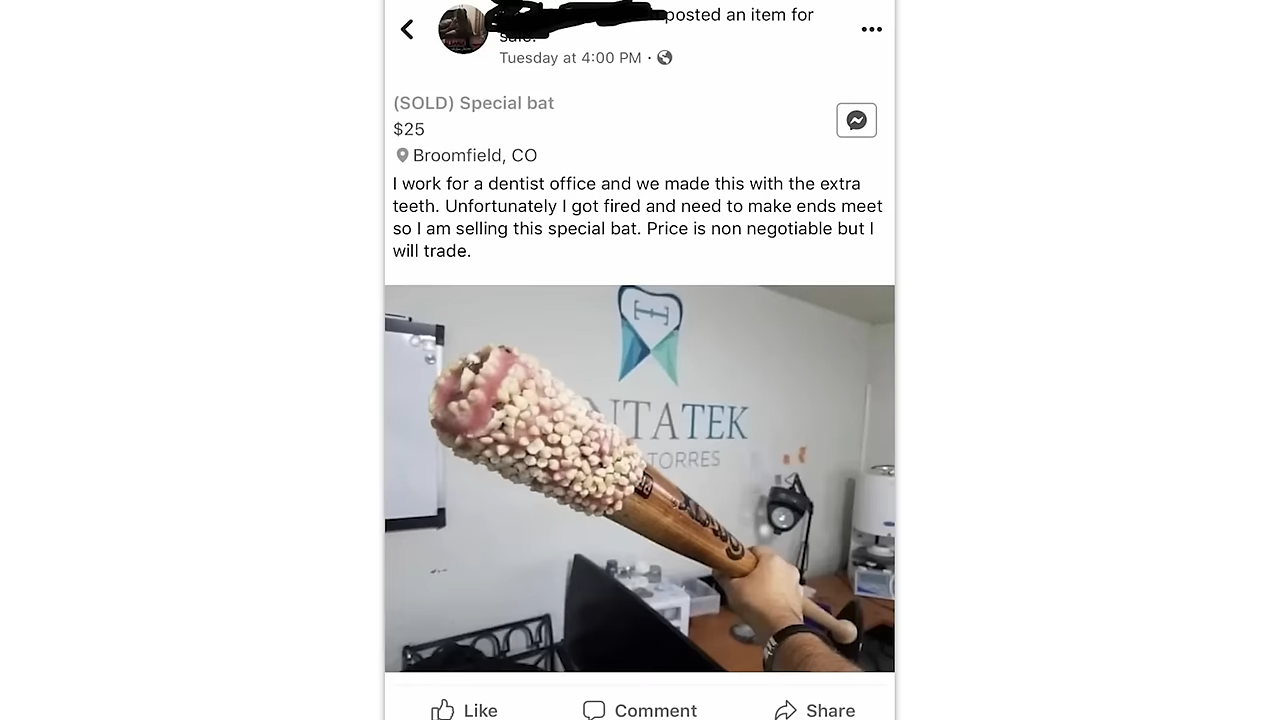 posted an item for
sale.
Tuesday at 4:00 PM
(SOLD) Special bat
$25
Broomfield, CO
I work for a dentist office and we made this with the extra
teeth. Unfortunately I got fired and need to make ends meet
so I am selling this special bat. Price is non negotiable but I
will trade.
NTATEK
TORRES
Like
Comment
Share